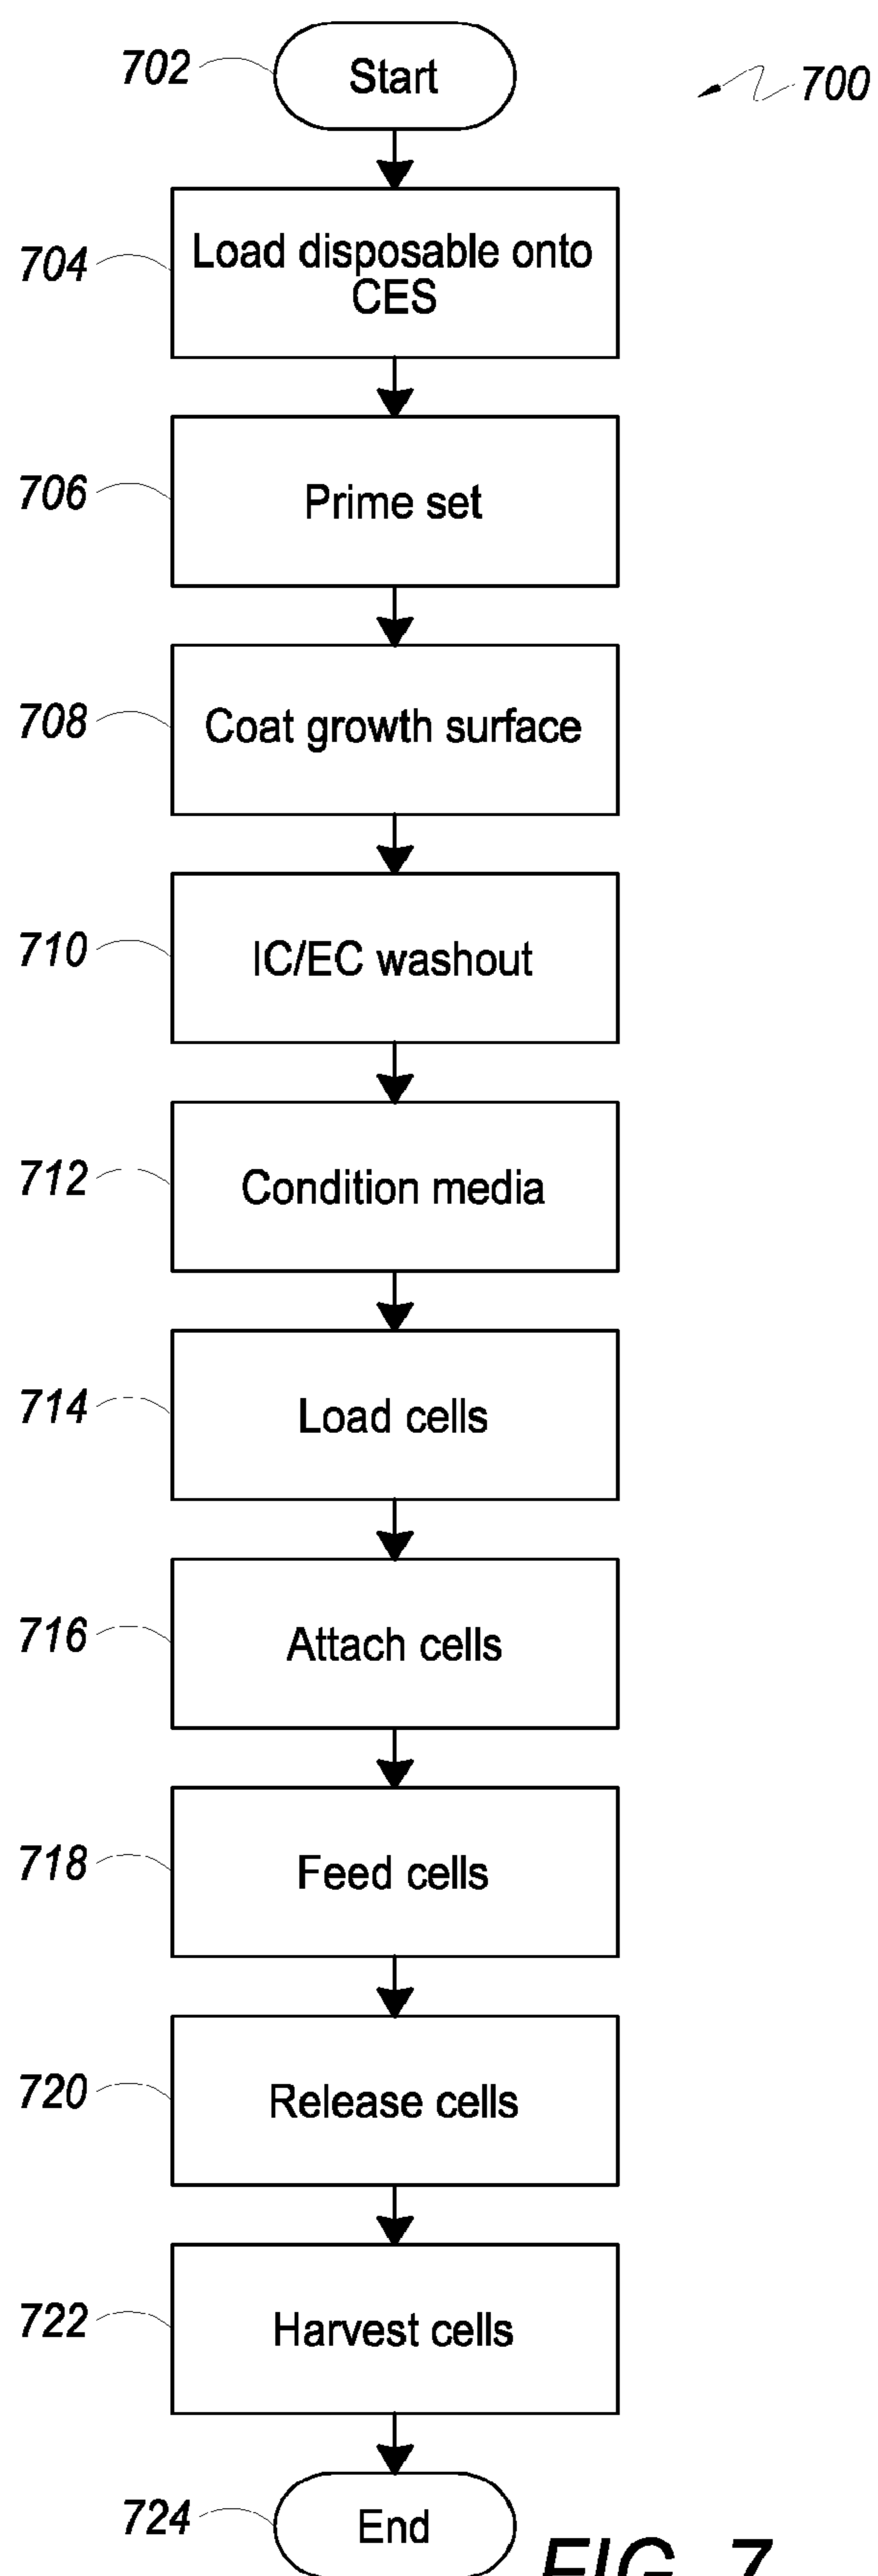 702
Start
700
704
Load disposable onto
CES
706
Prime set
708
Coat growth surface
710
IC/EC washout
712
Condition media
714
Load cells
716
Attach cells
718
Feed cells
720
Release cells
722
Harvest cells
724
End
FIG. 7